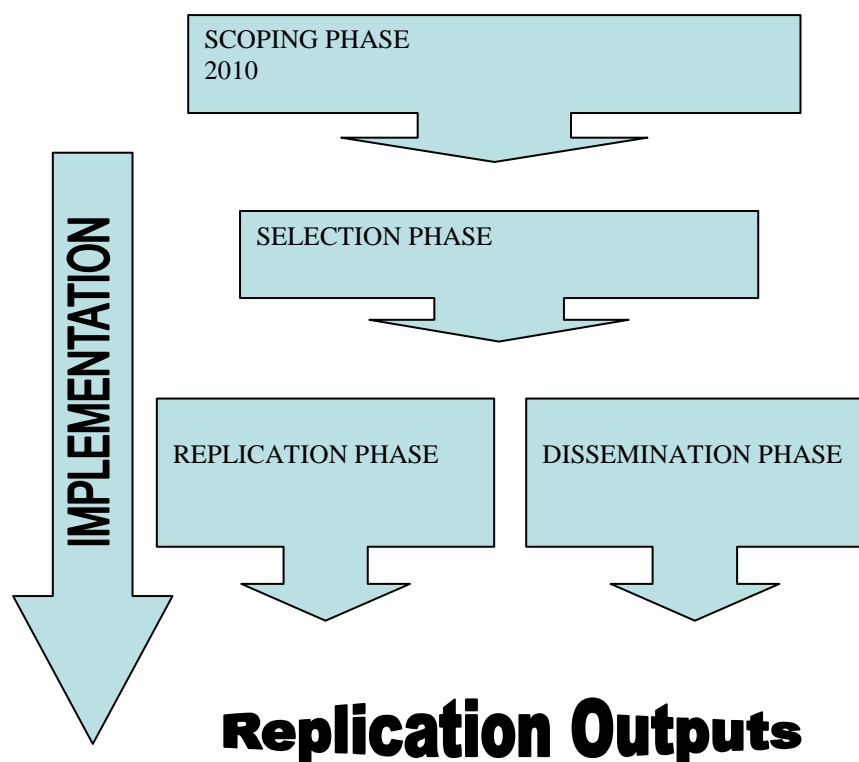 SCOPING PHASE
2010
SELECTION PHASE
IMPLEMENTATION
REPLICATION PHASE
DISSEMINATION PHASE
Replication Outputs